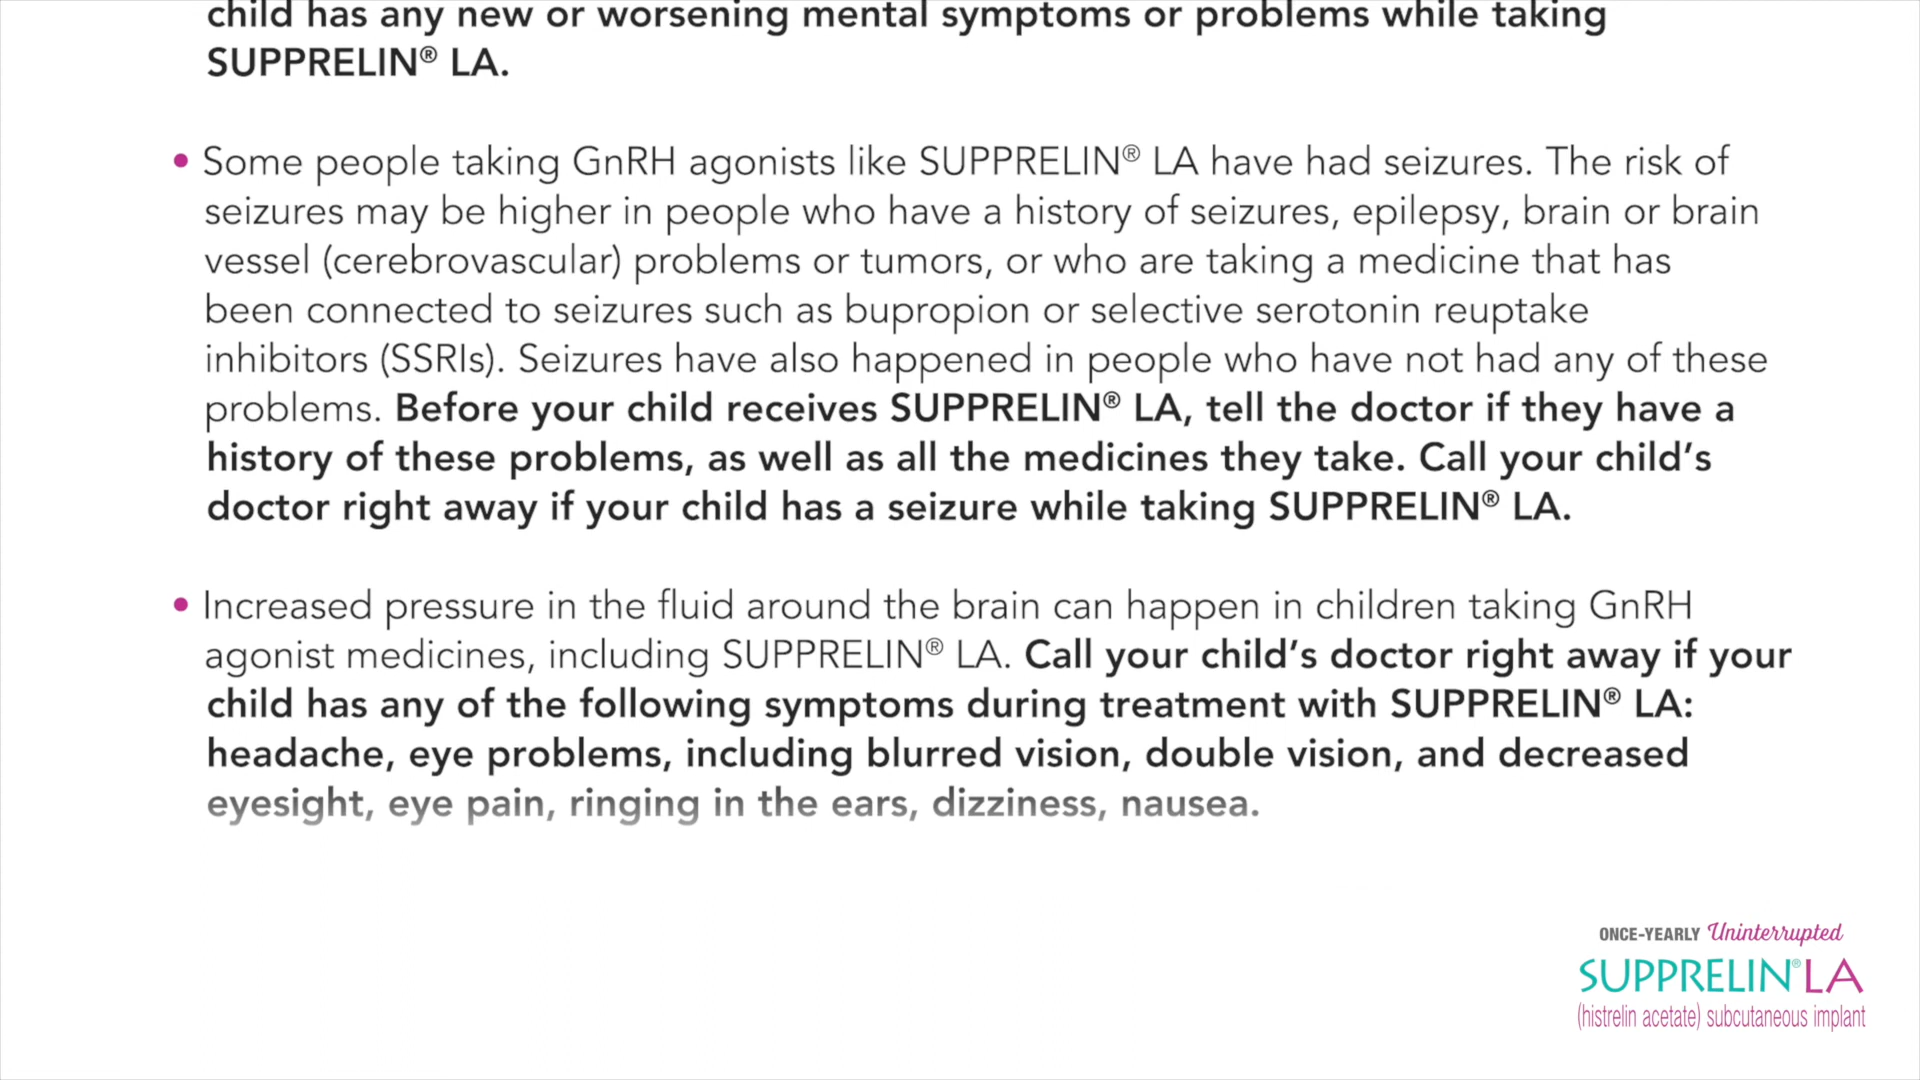 child has any new or worsening mental symptoms or problems while taking
SUPPRELIN® LA.
• Some people taking GnRH agonists like SUPPRELIN® LA have had seizures. The risk of
seizures may be higher in people who have a history of seizures, epilepsy, brain or brain
vessel (cerebrovascular) problems or tumors, or who are taking a medicine that has
been connected to seizures such as bupropion or selective serotonin reuptake
inhibitors (SSRIs). Seizures have also happened in people who have not had any of these
problems. Before your child receives SUPPRELIN® LA, tell the doctor if they have a
history of these problems, as well as all the medicines they take. Call your child’s
doctor right away if your child has a seizure while taking SUPPRELIN® LA.
• Increased pressure in the fluid around the brain can happen in children taking GnRH
agonist medicines, including SUPPRELIN® LA. Call your child’s doctor right away if your
child has any of the following symptoms during treatment with SUPPRELIN® LA:
headache, eye problems, including blurred vision, double vision, and decreased
eyesight, eye pain, ringing in the ears, dizziness, nausea.
ONCE-YEARLY Uninterrupted
SUPPRELIN® LA
(histrelin acetate) subcutaneous implant